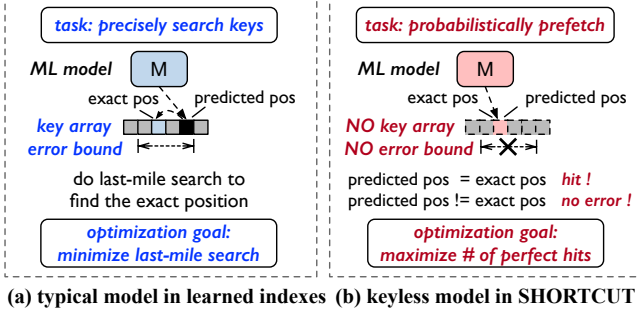 task: precisely search keys
ML model
M
exact pos
predicted pos
key array
error bound
do last-mile search to
find the exact position
optimization goal:
minimize last-mile search
(a) typical model in learned indexes
task: probabilistically prefetch
ML model
M
exact pos
predicted pos
NO key array
NO error bound
predicted pos = exact pos hit !
predicted pos != exact pos no error !
optimization goal:
maximize # of perfect hits
(b) keyless model in SHORTCUT